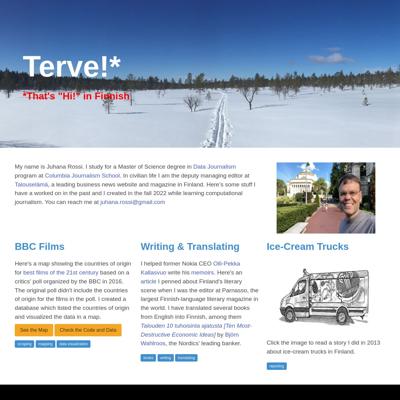 Terve!*
*That's "Hi!" in Finnish
My name is Juhana Rossi. I study for a Master of Science degree in Data Journalism
program at Columbia Journalism School. In civilian life I am the deputy managing editor at
Talouselämä, a leading business news website and magazine in Finland. Here's some stuff I
have a worked on in the past and I created in the fall 2022 while learning computational
journalism. You can reach me at juhana.rossi@gmail.com
BBC Films
Here's a map showing the countries of origin
for best films of the 21st century based on a
critics' poll organized by the BBC in 2016.
The original poll didn't include the countries
of origin for the films in the poll. I created a
database which listed the countries of origin
and visualized the data in a map.
See the Map
Check the Code and Data
scraping
mapping
data visualization
Writing & Translating
I helped former Nokia CEO Olli-Pekka
Kallasvuo write his memoirs. Here's an
article I penned about Finland's literary
scene when I was the editor at Parnasso, the
largest Finnish-language literary magazine in
the world. I have translated several books
from English into Finnish, among them
Talouden 10 tuhoisinta ajatusta [Ten Most-
Destructive Economic Ideas] by Björn
Wahlroos, the Nordics' leading banker.
books
writing
translating
Ice-Cream Trucks
Click the image to read a story I did in 2013
about ice-cream trucks in Finland.
reporting